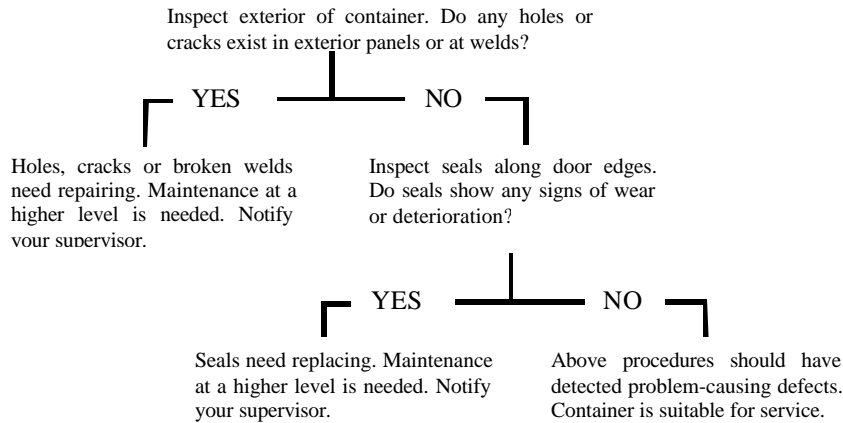 Inspect exterior of container. Do any holes or
cracks exist in exterior panels or at welds?
YES
NO
Holes, cracks or broken welds
need repairing. Maintenance at a
higher level is needed. Notify
your supervisor.
Inspect seals along door edges.
Do seals show any signs of wear
or deterioration?
YES
NO
Seals need replacing. Maintenance
at a higher level is needed. Notify
your supervisor.
Above procedures should have
detected problem-causing defects.
Container is suitable for service.